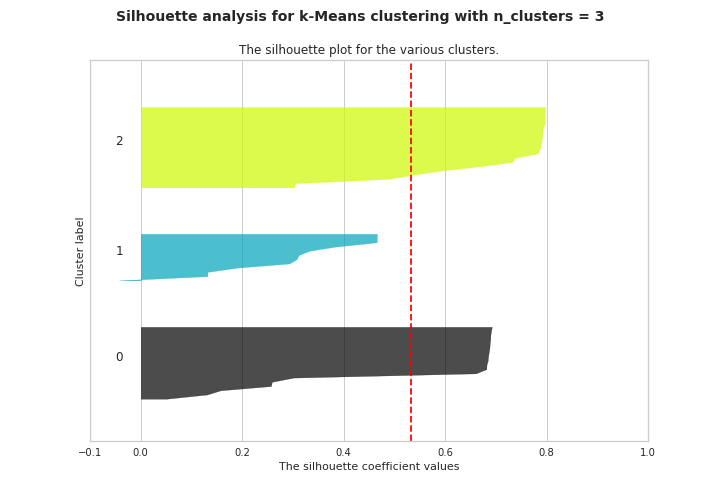 Silhouette analysis for k-Means clustering with n_clusters = 3
The silhouette plot for the various clusters.
2
1
0
Cluster label
−0.1 0.0 0.2 0.4 0.6 0.8 1.0
The silhouette coefficient values